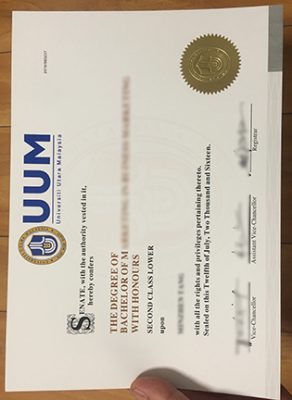 UUM
Universiti Utara Malaysia
SENATE, with the authority vested in it,
hereby confers
THE DEGREE OF
BACHELOR OF M
WITH HONOURS
SECOND CLASS LOWER
upon
with all the rights and privileges pertaining thereto.
Sealed on this Twelfth of July, Two Thousand and Sixteen.
Vice-Chancellor
Assistant Vice-Chancellor
Registrar